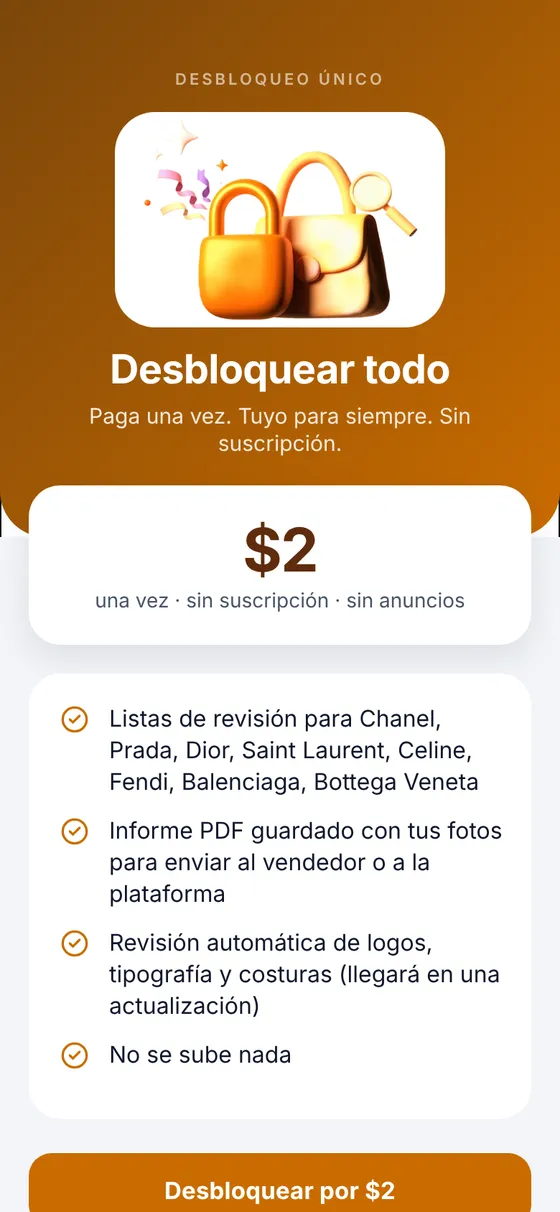 DESBLOQUEO ÚNICO
Desbloquear todo
Paga una vez. Tuyo para siempre. Sin
suscripción.
$2
una vez · sin suscripción · sin anuncios
Listas de revisión para Chanel,
Prada, Dior, Saint Laurent, Celine,
Fendi, Balenciaga, Bottega Veneta
Informe PDF guardado con tus fotos
para enviar al vendedor o a la
plataforma
Revisión automática de logos,
tipografía y costuras (llegará en una
actualización)
No se sube nada
Desbloquear por $2